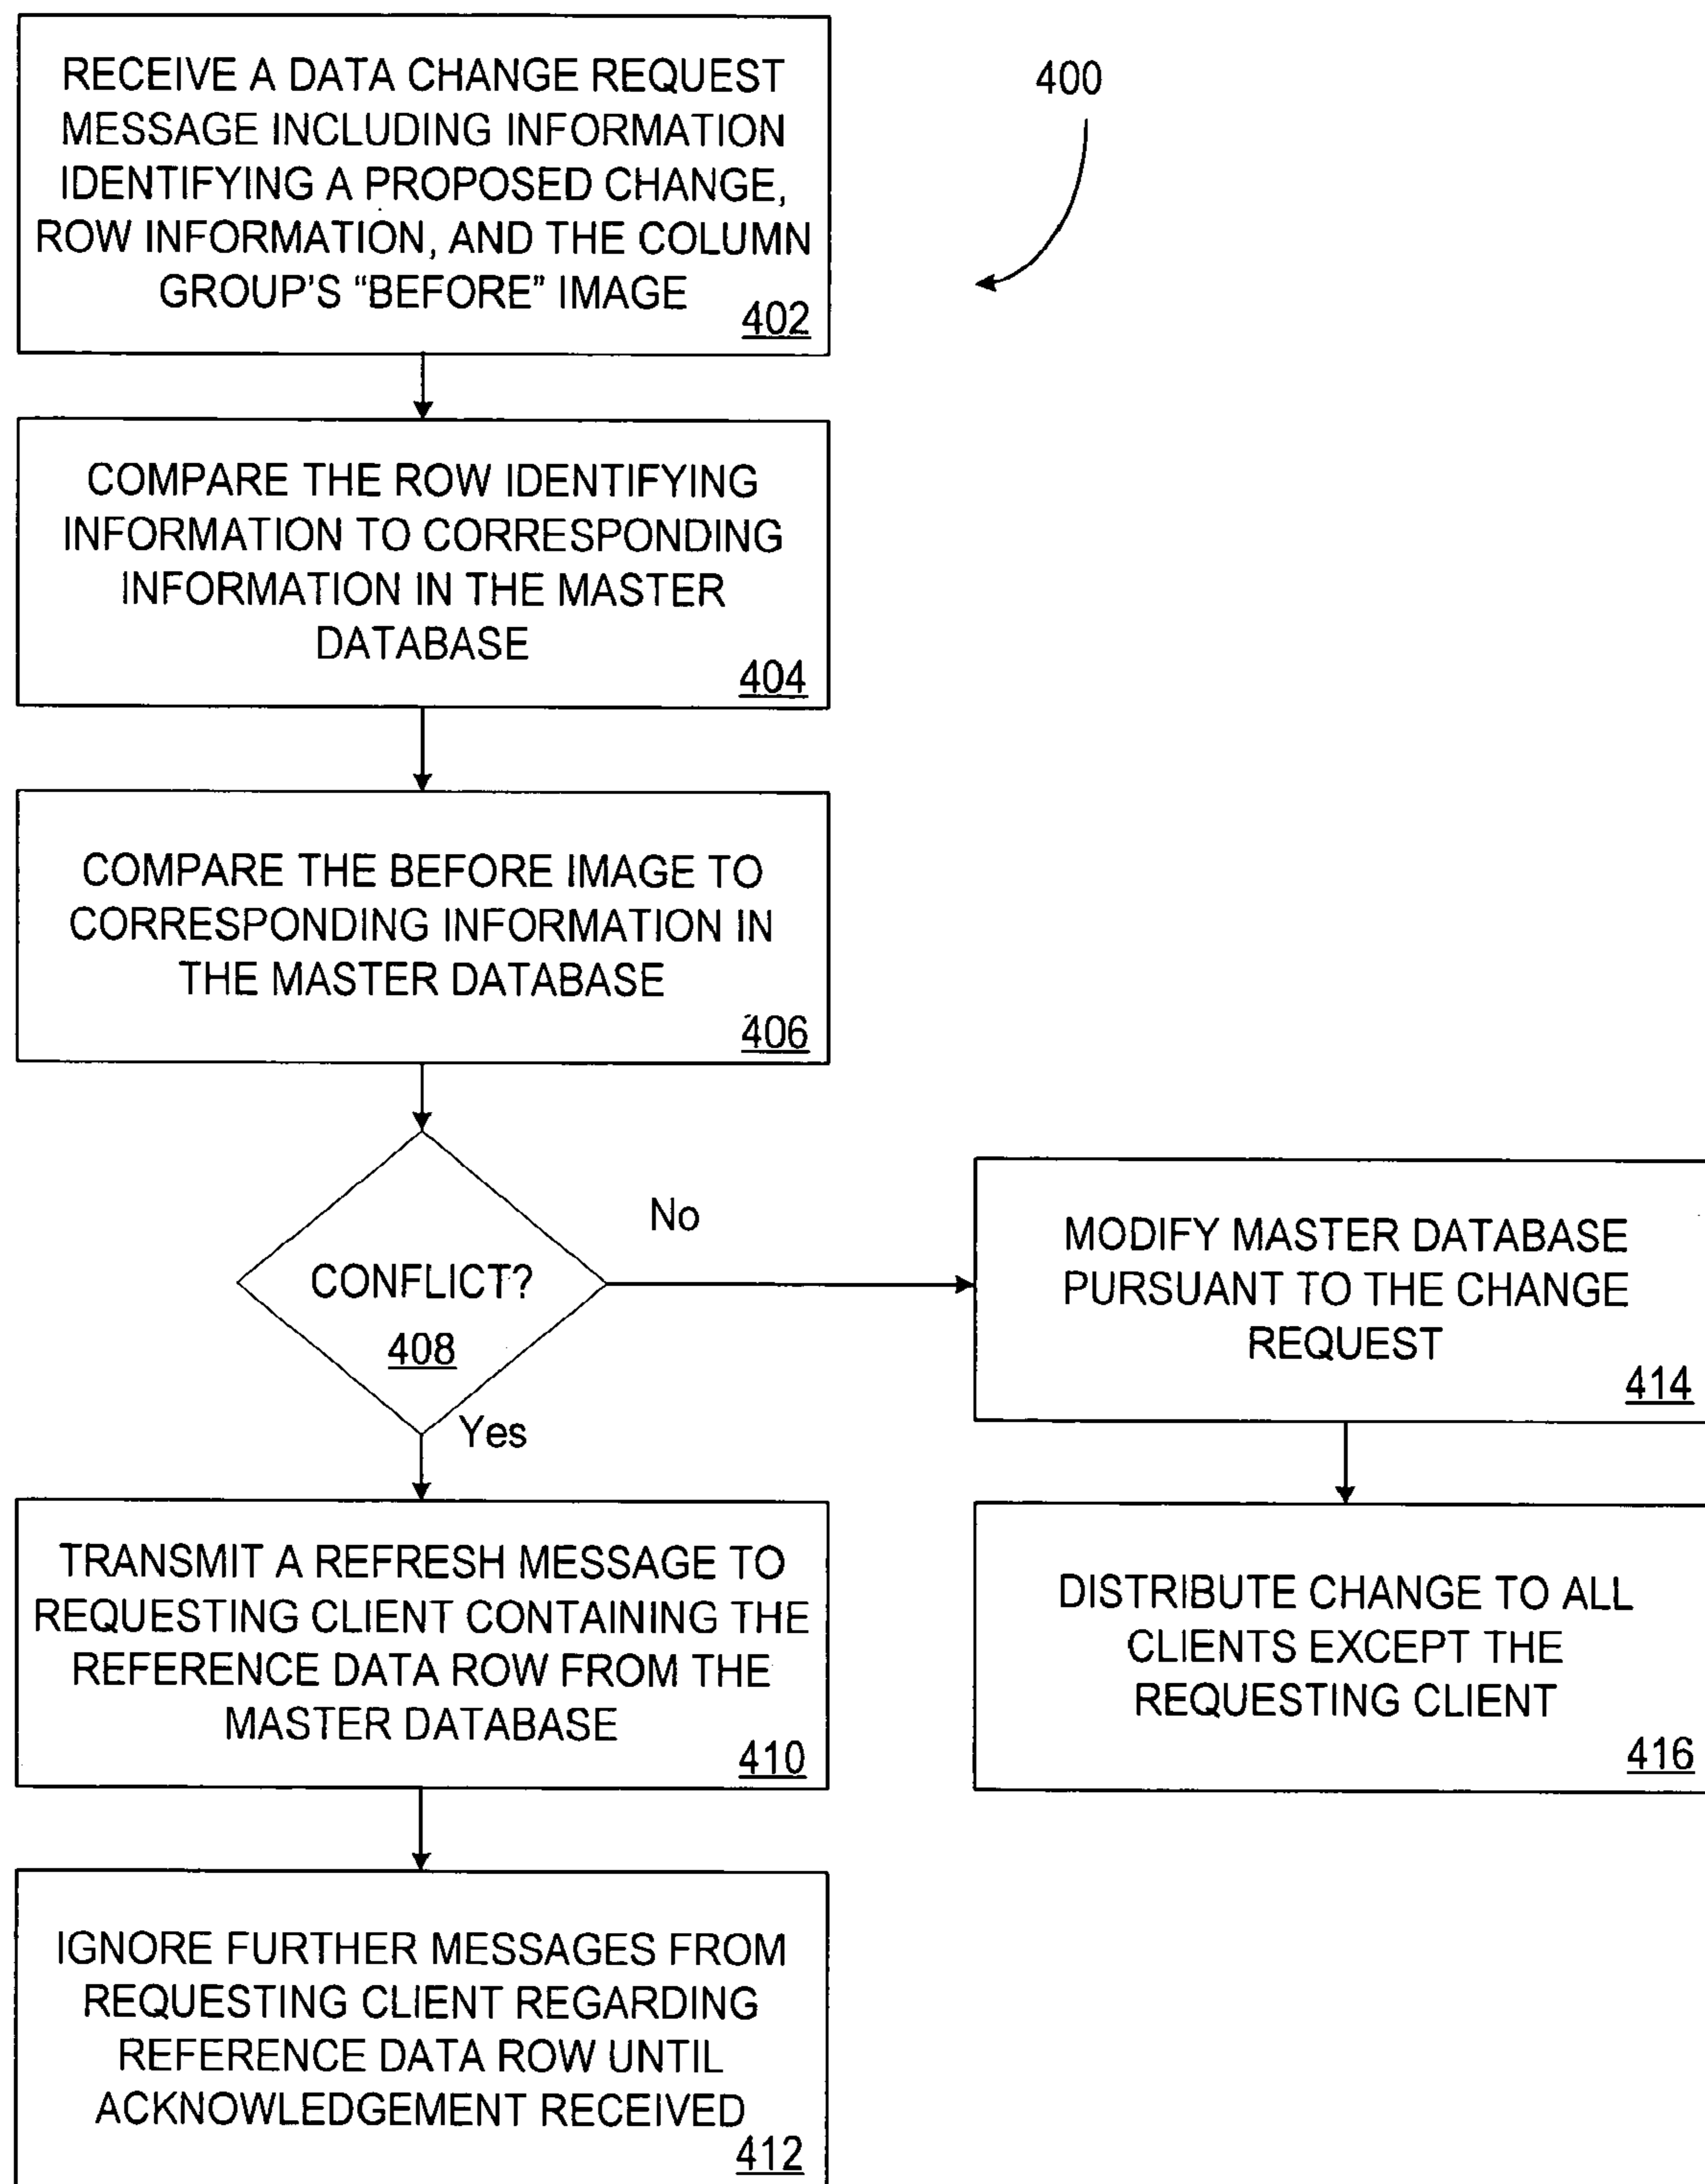 RECEIVE A DATA CHANGE REQUEST
MESSAGE INCLUDING INFORMATION
IDENTIFYING A PROPOSED CHANGE,
ROW INFORMATION, AND THE COLUMN
GROUP'S “BEFORE” IMAGE
402
400
COMPARE THE ROW IDENTIFYING
INFORMATION TO CORRESPONDING
INFORMATION IN THE MASTER
DATABASE
404
COMPARE THE BEFORE IMAGE TO
CORRESPONDING INFORMATION IN
THE MASTER DATABASE
406
CONFLICT?
408
No
Yes
MODIFY MASTER DATABASE
PURSUANT TO THE CHANGE
REQUEST
414
TRANSMIT A REFRESH MESSAGE TO
REQUESTING CLIENT CONTAINING THE
REFERENCE DATA ROW FROM THE
MASTER DATABASE
410
DISTRIBUTE CHANGE TO ALL
CLIENTS EXCEPT THE
REQUESTING CLIENT
416
IGNORE FURTHER MESSAGES FROM
REQUESTING CLIENT REGARDING
REFERENCE DATA ROW UNTIL
ACKNOWLEDGEMENT RECEIVED
412